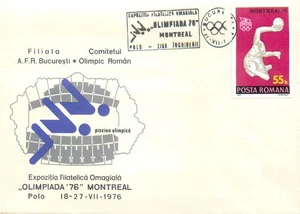 Filiala Comitetul
A.F.R. București • Olimpic Român
EXPOZIȚIA FILATELICĂ OMAGIALĂ
„OLIMPIADA 76"
MONTREAL
POLO - ZIUA ÎNCHIDERII
MONTREAL
55b
POSTA ROMANA
piscina olimpică
Expoziția Filatelică Omagială
„OLIMPIADA '76" MONTREAL
Polo 18-27-VII-1976